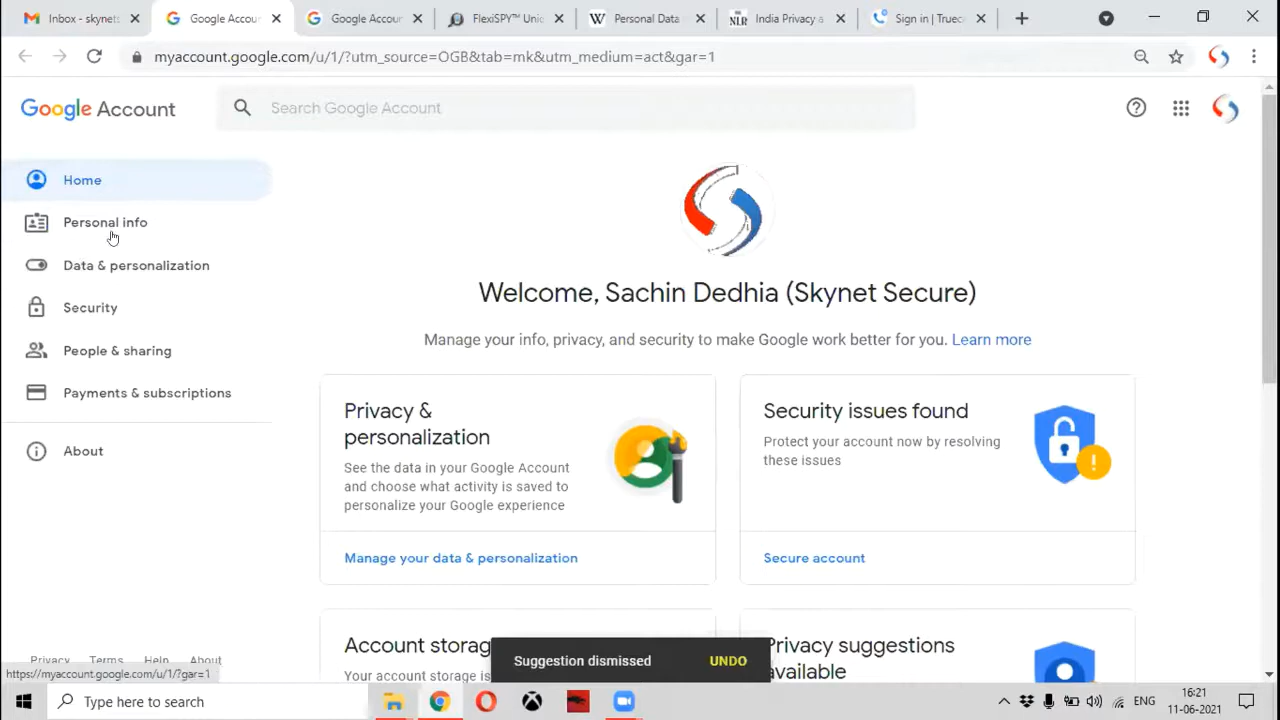 Inbox - skynets
Google Accou
Google Accou
FlexiSPY™ Uni
Personal Data
NLR
India Privacy a
Sign in | Truec
myaccount.google.com/u/1/?utm_source=OGB&tab=mk&utm_medium=act&gar=1
Google Account
Search Google Account
Home
Personal info
Data & personalization
Security
People & sharing
Payments & subscriptions
About
Welcome, Sachin Dedhia (Skynet Secure)
Manage your info, privacy, and security to make Google work better for you. Learn more
Privacy &
personalization
See the data in your Google Account
and choose what activity is saved to
personalize your Google experience
Manage your data & personalization
Security issues found
Protect your account now by resolving
these issues
Secure account
Account storag
Your account storage is
Privacy suggestions
available
Suggestion dismissed
UNDO
Privacy Terms Help About
https://myaccount.google.com/u/1/?gar=1
Type here to search
ENG
16:21
11-06-2021